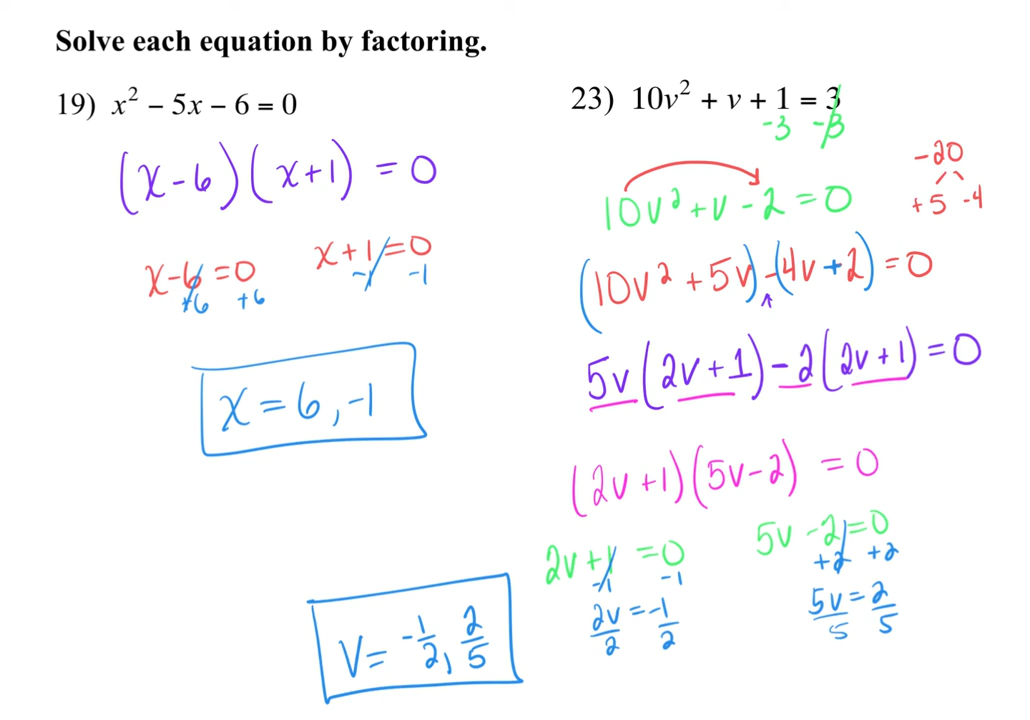 Solve each equation by factoring.
19) x² − 5x − 6 = 0
(x − 6)(x + 1) = 0
x − 6 = 0
+6 +6
x + 1 = 0
−1 −1
x = 6, −1
23) 10v² + v + 1 = 3
−3 −3
10v² + v − 2 = 0
−20
+5 −4
(10v² + 5v) − (4v + 2) = 0
5v(2v + 1) − 2(2v + 1) = 0
(2v + 1)(5v − 2) = 0
2v + 1 = 0
−1 −1
2v/2 = −1/2
5v − 2 = 0
+2 +2
5v/5 = 2/5
V = −1/2, 2/5